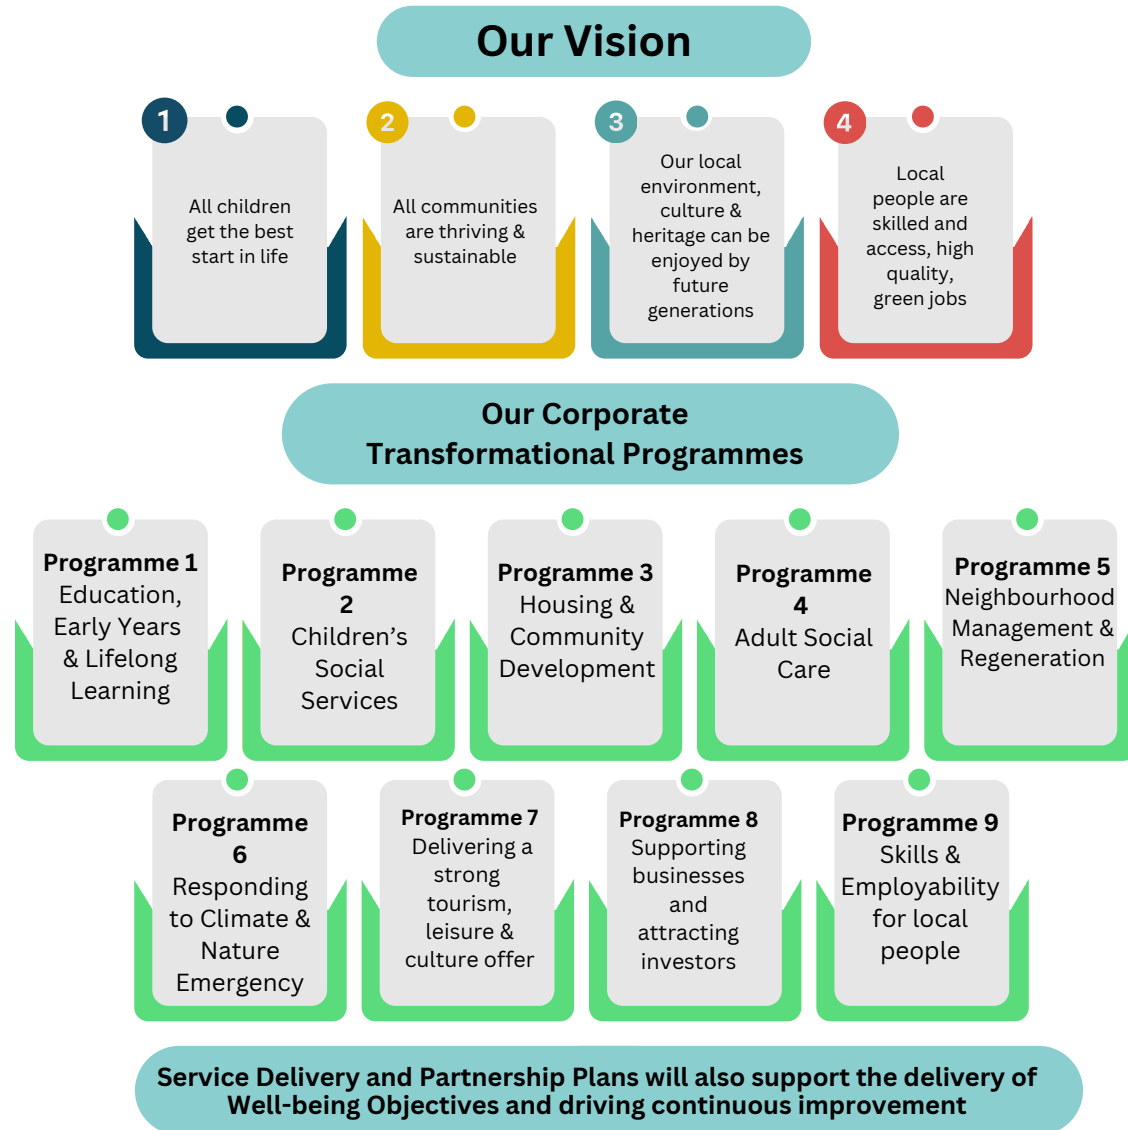 Our Vision
1
All children
get the best
start in life
2
All communities
are thriving &
sustainable
3
Our local
environment,
culture &
heritage can be
enjoyed by
future
generations
4
Local
people are
skilled and
access, high
quality,
green jobs
Our Corporate
Transformational Programmes
Programme 1
Education,
Early Years
& Lifelong
Learning
Programme
2
Children’s
Social
Services
Programme 3
Housing &
Community
Development
Programme
4
Adult Social
Care
Programme 5
Neighbourhood
Management &
Regeneration
Programme
6
Responding
to Climate &
Nature
Emergency
Programme 7
Delivering a
strong
tourism,
leisure &
culture offer
Programme 8
Supporting
businesses
and
attracting
investors
Programme 9
Skills &
Employability
for local
people
Service Delivery and Partnership Plans will also support the delivery of
Well-being Objectives and driving continuous improvement